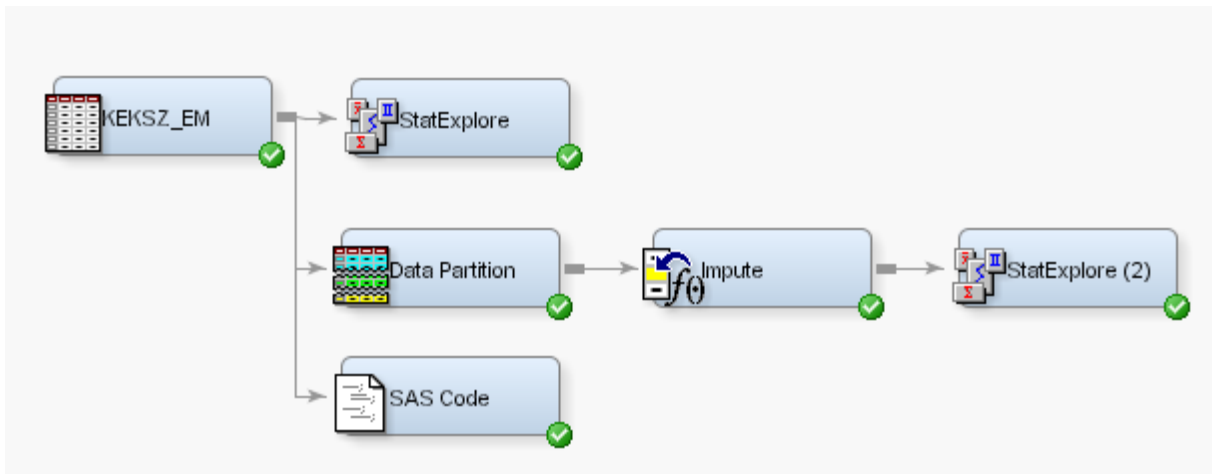 KEKSZ_EM
StatExplore
Data Partition
Impute
StatExplore (2)
SAS Code